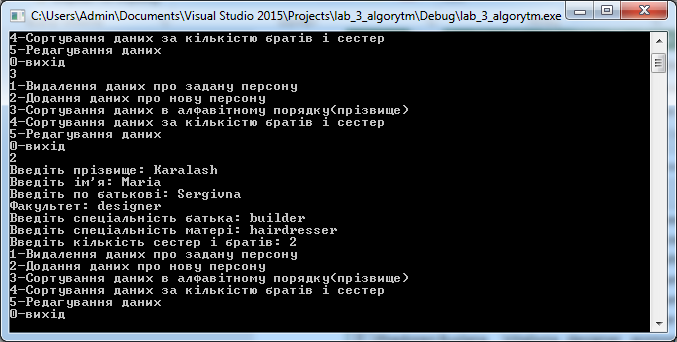 C:\Users\Admin\Documents\Visual Studio 2015\Projects\lab_3_algorytm\Debug\lab_3_algorytm.exe
4-Сортування даних за кількістю братів і сестер
5-Редагування даних
0-вихід
3
1-Видалення даних про задану персону
2-Додання даних про нову персону
3-Сортування даних в алфавітному порядку(прізвище)
4-Сортування даних за кількістю братів і сестер
5-Редагування даних
0-вихід
2
Введіть прізвище: Karalash
Введіть ім'я: Maria
Введіть по батькові: Sergivna
Факультет: designer
Введіть спеціальність батька: builder
Введіть спеціальність матері: hairdresser
Введіть кількість сестер і братів: 2
1-Видалення даних про задану персону
2-Додання даних про нову персону
3-Сортування даних в алфавітному порядку(прізвище)
4-Сортування даних за кількістю братів і сестер
5-Редагування даних
0-вихід